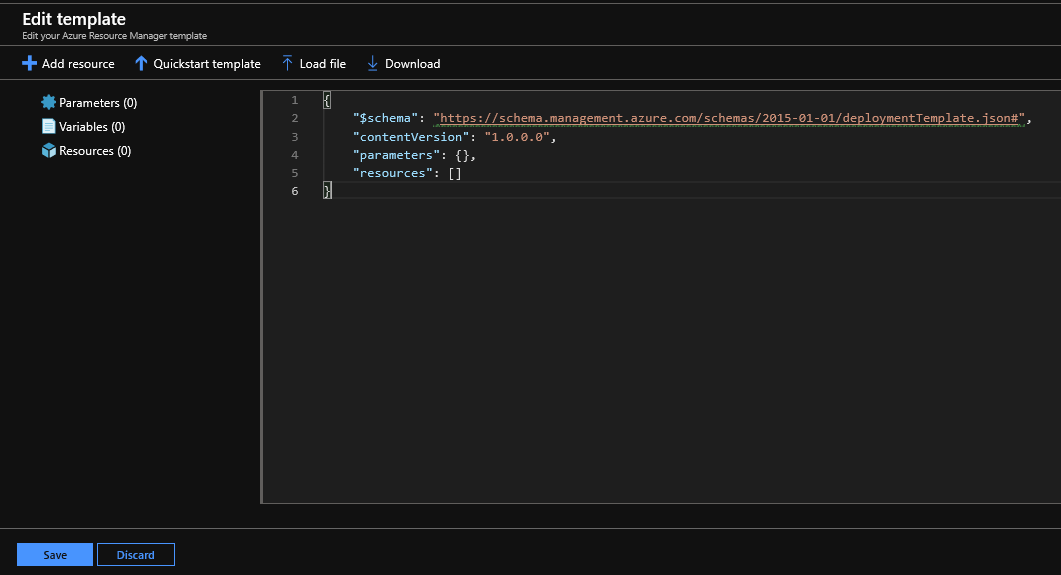 Edit template
Edit your Azure Resource Manager template
Add resource Quickstart template Load file Download
Parameters (0)
Variables (0)
Resources (0)
1 {
2 "$schema": "https://schema.management.azure.com/schemas/2015-01-01/deploymentTemplate.json#",
3 "contentVersion": "1.0.0.0",
4 "parameters": {},
5 "resources": []
6 }
Save Discard